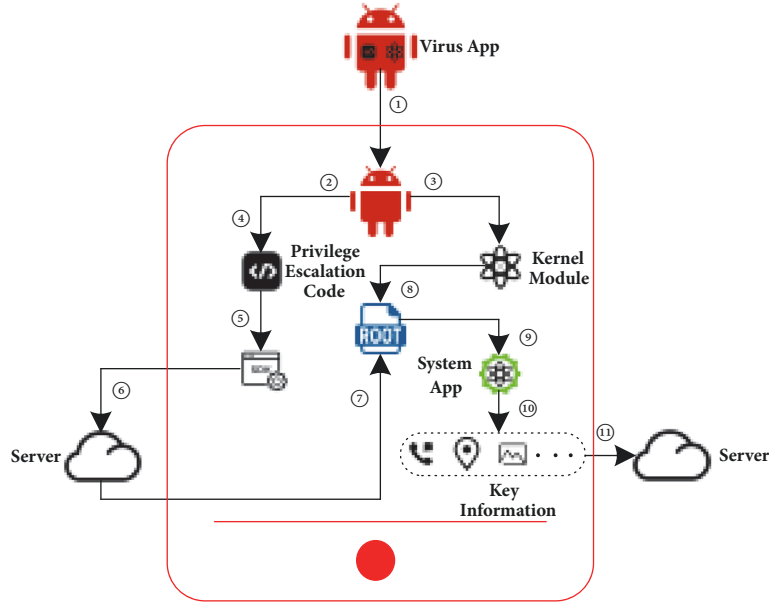 Virus App
①
②
③
④
Privilege
Escalation
Code
Kernel
Module
⑧
⑤
ROOT
⑨
System
App
⑥
⑦
⑩
⑪
Server
Server
Key
Information